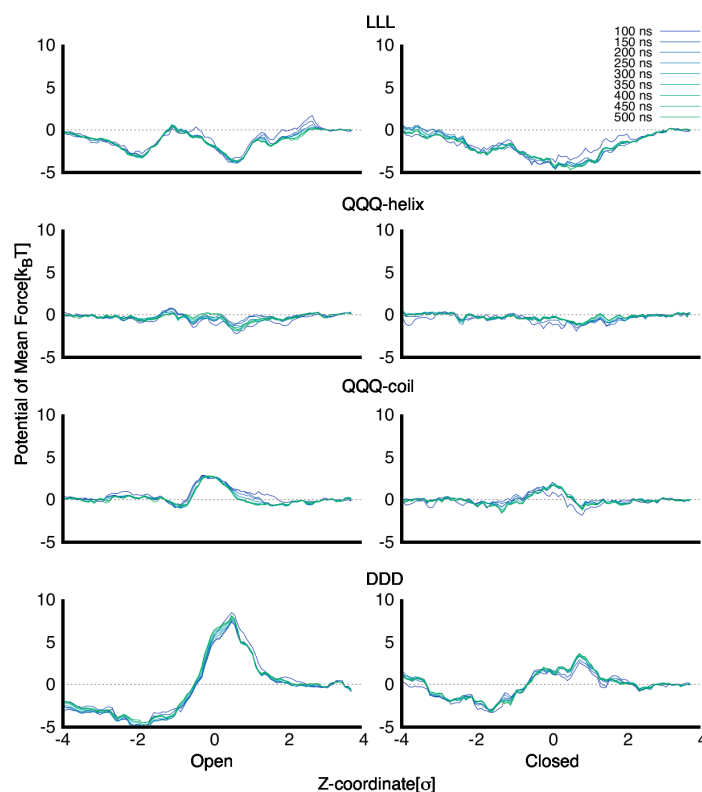 LLL
10
5
0
-5
10
5
0
-5
100 ns
150 ns
200 ns
250 ns
300 ns
350 ns
400 ns
450 ns
500 ns
QQQ-helix
10
5
0
-5
10
5
0
-5
Potential of Mean Force[kBT]
QQQ-coil
10
5
0
-5
10
5
0
-5
DDD
10
5
0
-5
10
5
0
-5
-4 -2 0 2 4
-4 -2 0 2 4
Open Closed
Z-coordinate[σ]